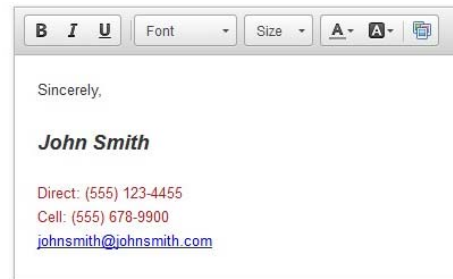 B I U Font Size A A
Sincerely,
John Smith
Direct: (555) 123-4455
Cell: (555) 678-9900
johnsmith@johnsmith.com